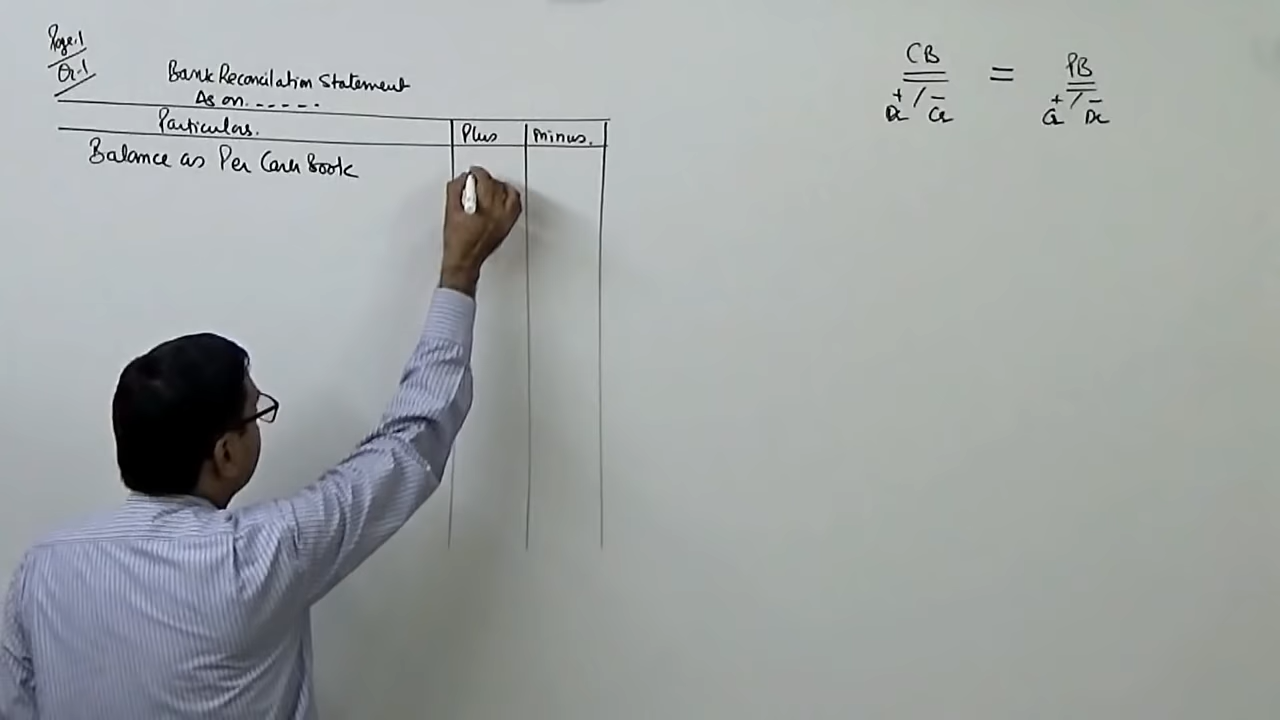 Page.1
Qr.1
Bank Reconcilation Statement
As on. - - - - .
Particulars. Plus minus.
Balance as Per Cash Book
CB = PB
+ / - + / -
Dr Cr Cr Dr